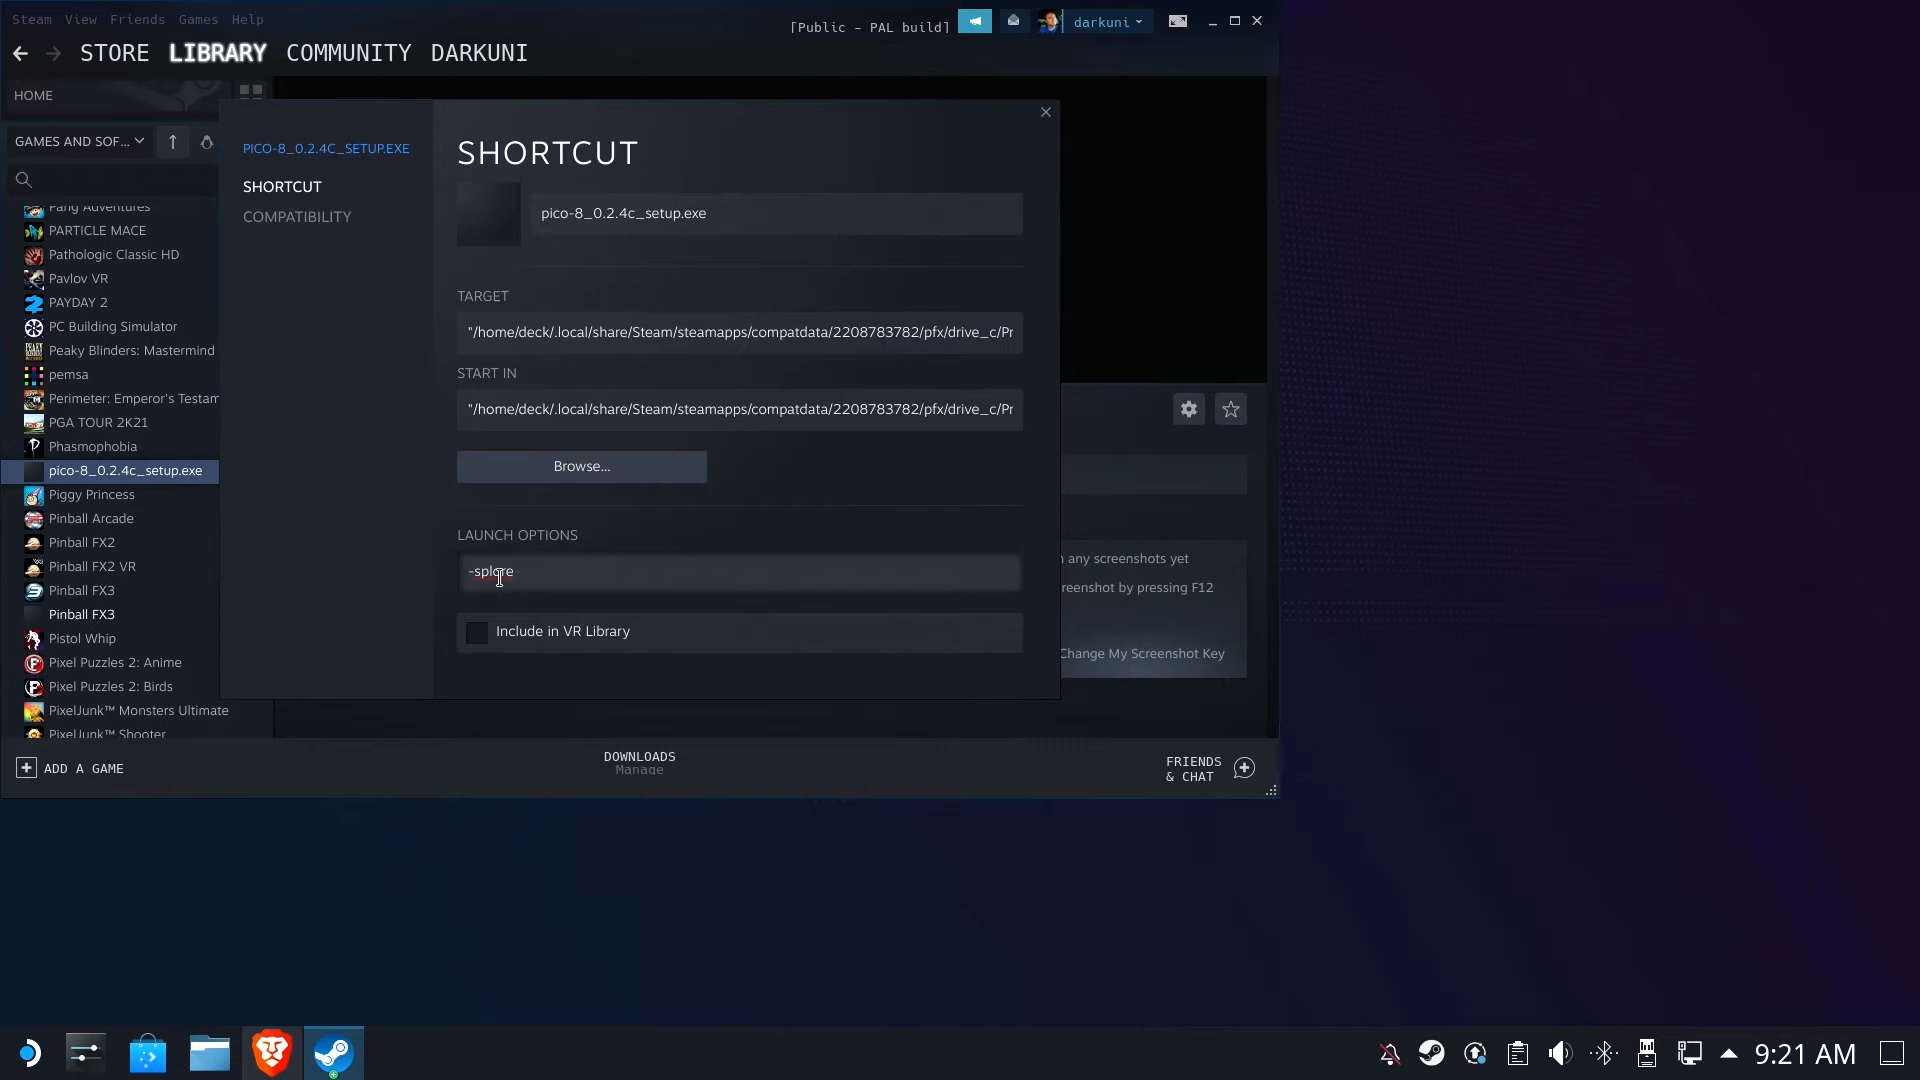 Steam View Friends Games Help
[Public - PAL build]
darkuni
STORE LIBRARY COMMUNITY DARKUNI
HOME
GAMES AND SOF...
Pang Adventures
PARTICLE MACE
Pathologic Classic HD
Pavlov VR
PAYDAY 2
PC Building Simulator
Peaky Blinders: Mastermind
pemsa
Perimeter: Emperor's Testam
PGA TOUR 2K21
Phasmophobia
pico-8_0.2.4c_setup.exe
Piggy Princess
Pinball Arcade
Pinball FX2
Pinball FX2 VR
Pinball FX3
Pinball FX3
Pistol Whip
Pixel Puzzles 2: Anime
Pixel Puzzles 2: Birds
PixelJunk™ Monsters Ultimate
PixelJunk™ Shooter
PICO-8_0.2.4C_SETUP.EXE
SHORTCUT
COMPATIBILITY
SHORTCUT
pico-8_0.2.4c_setup.exe
TARGET
"/home/deck/.local/share/Steam/steamapps/compatdata/2208783782/pfx/drive_c/Pr
START IN
"/home/deck/.local/share/Steam/steamapps/compatdata/2208783782/pfx/drive_c/Pr
Browse...
LAUNCH OPTIONS
-splore
Include in VR Library
any screenshots yet
reenshot by pressing F12
Change My Screenshot Key
ADD A GAME
DOWNLOADS
Manage
FRIENDS
& CHAT
9:21 AM